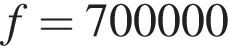 f = 700000